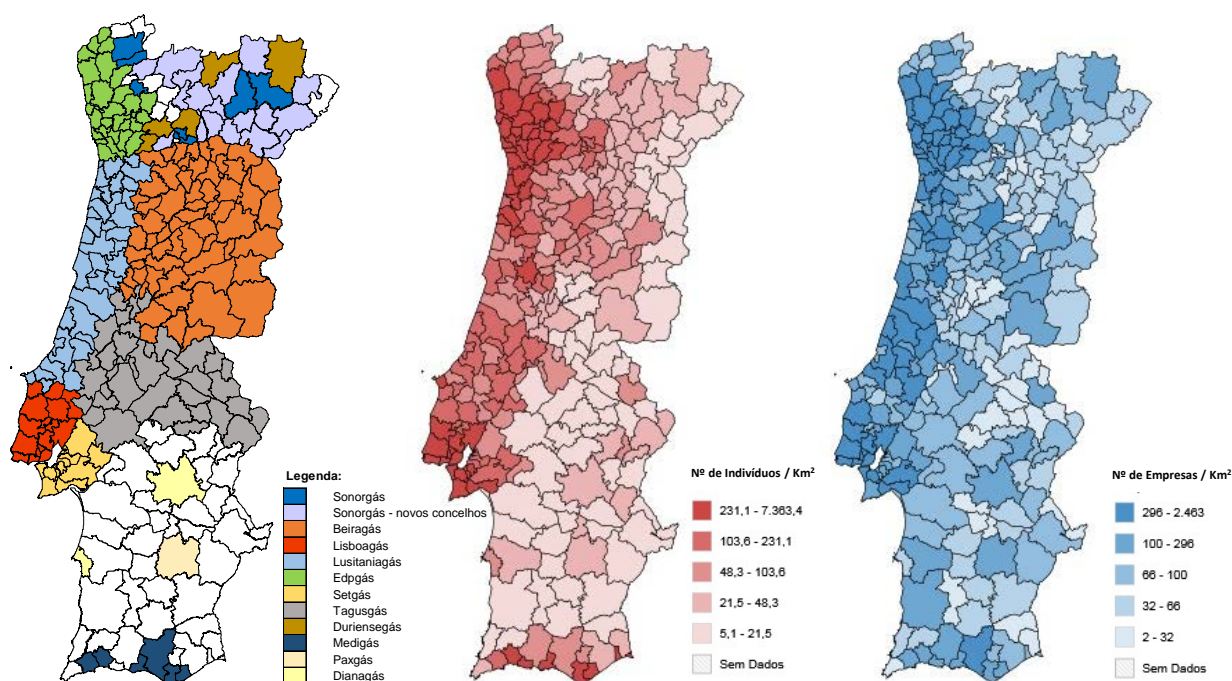 Legenda:
Sonorgás
Sonorgás - novos concelhos
Beiragás
Lisboagás
Lusitaniagás
Edpgás
Setgás
Tagusgás
Duriensegás
Medigás
Paxgás
Dianagás
Nº de Indivíduos / Km²
231,1 - 7.363,4
103,6 - 231,1
48,3 - 103,6
21,5 - 48,3
5,1 - 21,5
Sem Dados
Nº de Empresas / Km²
296 - 2.463
100 - 296
66 - 100
32 - 66
2 - 32
Sem Dados